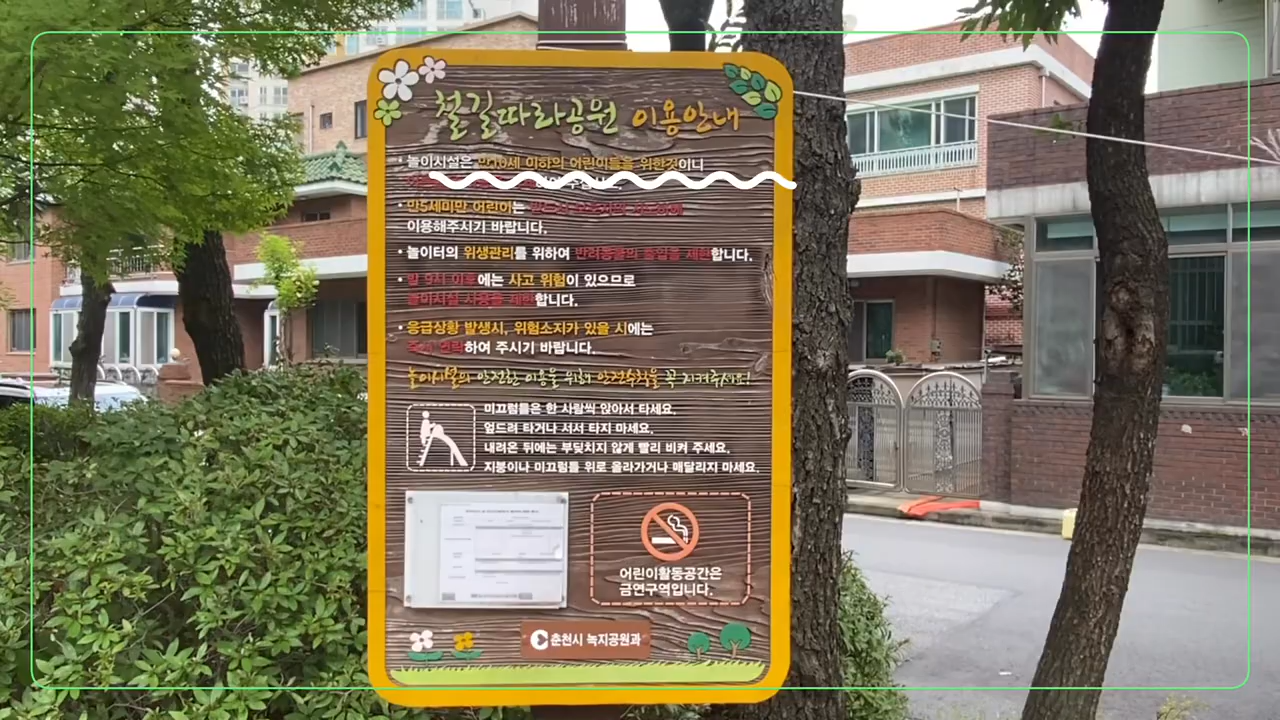 철길따라공원 이용안내
• 놀이시설은 만10세 이하의 어린이들을 위한것이니
• 만5세미만 어린이는
이용해주시기 바랍니다.
• 놀이터의 위생관리를 위하여 반려동물의 출입을 제한합니다.
• 밤 9시 이후에는 사고 위험이 있으므로
놀이시설 사용을 제한합니다.
• 응급상황 발생시, 위험소지가 있을 시에는
즉시 연락하여 주시기 바랍니다.
놀이시설의 안전한 이용을 위해 안전수칙을 꼭 지켜주세요!
미끄럼틀은 한 사람씩 앉아서 타세요.
엎드려 타거나 서서 타지 마세요.
내려온 뒤에는 부딪치지 않게 빨리 비켜 주세요.
지붕이나 미끄럼틀 위로 올라가거나 매달리지 마세요.
어린이활동공간은
금연구역입니다.
춘천시 녹지공원과